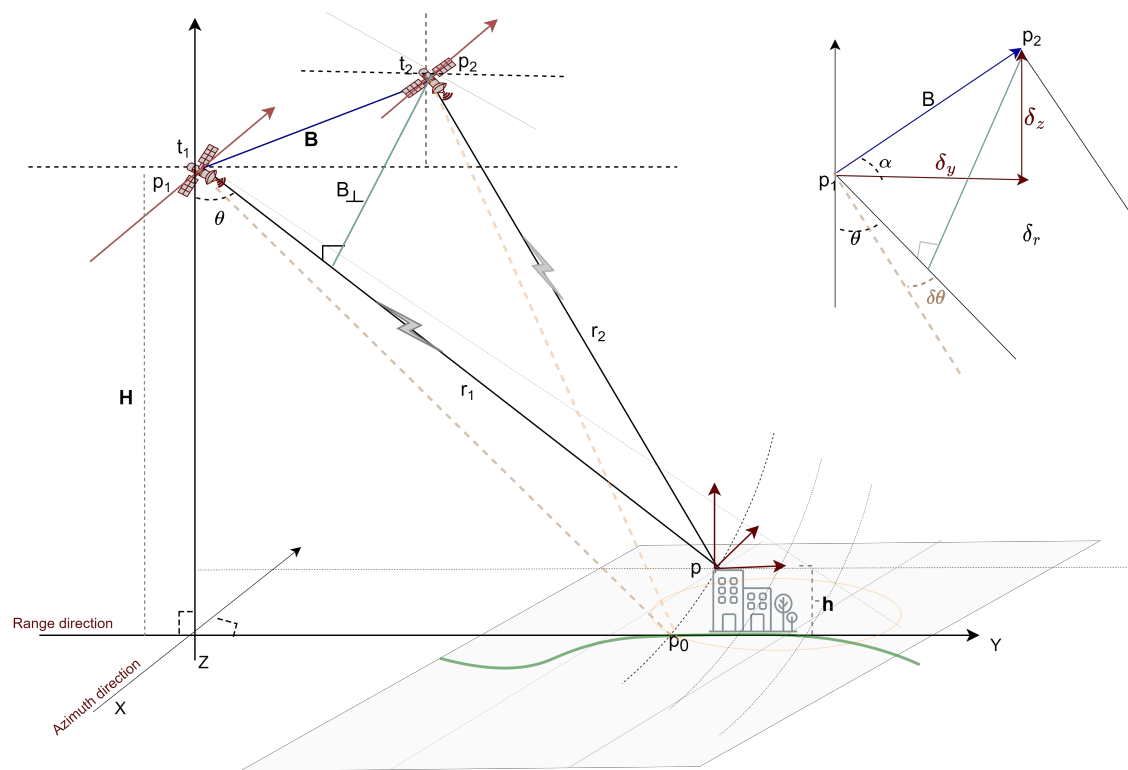 p₂
t₂
p₂
B
δz
B
t₁
α
δy
p₁
p₁
B⊥
θ
δr
θ
δθ
r₂
r₁
H
p
h
Range direction
p₀
Y
Z
Azimuth direction
X